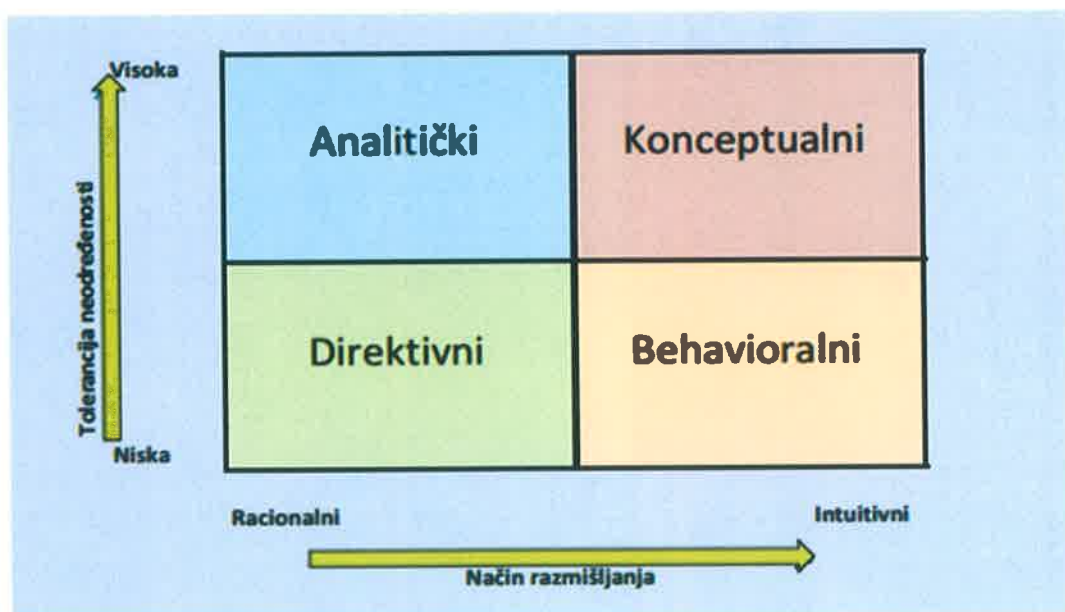 Visoka
Analitički
Konceptualni
Tolerancija neodređenosti
Direktivni
Behavioralni
Niska
Racionalni
Intuitivni
Način razmišljanja